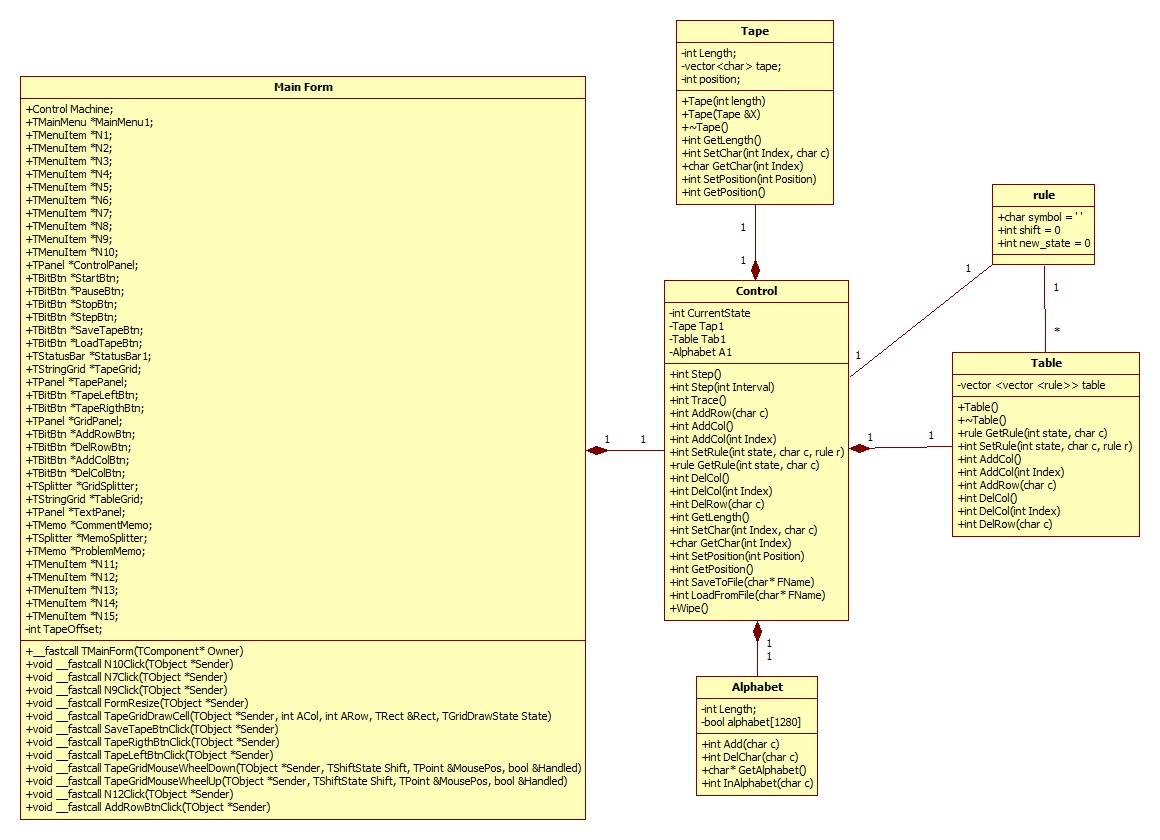 Main Form
+Control Machine;
+TMainMenu *MainMenu1;
+TMenuItem *N1;
+TMenuItem *N2;
+TMenuItem *N3;
+TMenuItem *N4;
+TMenuItem *N5;
+TMenuItem *N6;
+TMenuItem *N7;
+TMenuItem *N8;
+TMenuItem *N9;
+TMenuItem *N10;
+TPanel *ControlPanel;
+TBitBtn *StartBtn;
+TBitBtn *PauseBtn;
+TBitBtn *StopBtn;
+TBitBtn *StepBtn;
+TBitBtn *SaveTapeBtn;
+TBitBtn *LoadTapeBtn;
+TStatusBar *StatusBar1;
+TStringGrid *TapeGrid;
+TPanel *TapePanel;
+TBitBtn *TapeLeftBtn;
+TBitBtn *TapeRigthBtn;
+TPanel *GridPanel;
+TBitBtn *AddRowBtn;
+TBitBtn *DelRowBtn;
+TBitBtn *AddColBtn;
+TBitBtn *DelColBtn;
+TSplitter *GridSplitter;
+TStringGrid *TableGrid;
+TPanel *TextPanel;
+TMemo *CommentMemo;
+TSplitter *MemoSplitter;
+TMemo *ProblemMemo;
+TMenuItem *N11;
+TMenuItem *N12;
+TMenuItem *N13;
+TMenuItem *N14;
+TMenuItem *N15;
-int TapeOffset;
+__fastcall TMainForm(TComponent* Owner)
+void __fastcall N10Click(TObject *Sender)
+void __fastcall N7Click(TObject *Sender)
+void __fastcall N9Click(TObject *Sender)
+void __fastcall FormResize(TObject *Sender)
+void __fastcall TapeGridDrawCell(TObject *Sender, int ACol, int ARow, TRect &Rect, TGridDrawState State)
+void __fastcall SaveTapeBtnClick(TObject *Sender)
+void __fastcall TapeRigthBtnClick(TObject *Sender)
+void __fastcall TapeLeftBtnClick(TObject *Sender)
+void __fastcall TapeGridMouseWheelDown(TObject *Sender, TShiftState Shift, TPoint &MousePos, bool &Handled)
+void __fastcall TapeGridMouseWheelUp(TObject *Sender, TShiftState Shift, TPoint &MousePos, bool &Handled)
+void __fastcall N12Click(TObject *Sender)
+void __fastcall AddRowBtnClick(TObject *Sender)
1
1
Tape
-int Length;
-vector<char> tape;
-int position;
+Tape(int length)
+Tape(Tape &X)
+~Tape()
+int GetLength()
+int SetChar(int Index, char c)
+char GetChar(int Index)
+int SetPosition(int Position)
+int GetPosition()
1
1
Control
-int CurrentState
-Tape Tap1
-Table Tab1
-Alphabet A1
+int Step()
+int Step(int Interval)
+int Trace()
+int AddRow(char c)
+int AddCol()
+int AddCol(int Index)
+int SetRule(int state, char c, rule r)
+rule GetRule(int state, char c)
+int DelCol()
+int DelCol(int Index)
+int DelRow(char c)
+int GetLength()
+int SetChar(int Index, char c)
+char GetChar(int Index)
+int SetPosition(int Position)
+int GetPosition()
+int SaveToFile(char* FName)
+int LoadFromFile(char* FName)
+Wipe()
1
1
Alphabet
-int Length;
-bool alphabet[1280]
+int Add(char c)
+int DelChar(char c)
+char* GetAlphabet()
+int InAlphabet(char c)
rule
+char symbol = ' '
+int shift = 0
+int new_state = 0
1
1
1
*
Table
-vector <vector <rule>> table
+Table()
+~Table()
+rule GetRule(int state, char c)
+int SetRule(int state, char c, rule r)
+int AddCol()
+int AddCol(int Index)
+int AddRow(char c)
+int DelCol()
+int DelCol(int Index)
+int DelRow(char c)
1
1